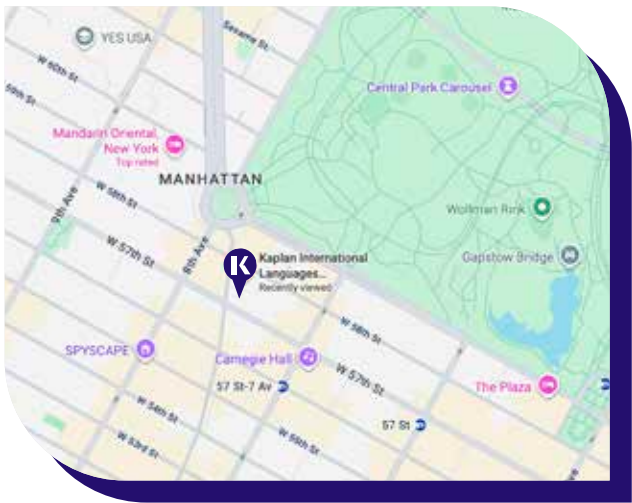 YES USA
Sesame St
W 60th St
59th St
Central Park Carousel
Mandarin Oriental,
New York
Top rated
MANHATTAN
W 58th St
9th Ave
Wollman Rink
8th Ave
W 57th St
Gapstow Bridge
K
Kaplan International
Languages...
Recently viewed
W 58th St
SPYSCAPE
Carnegie Hall
W 57th St
57 St-7 Av
The Plaza
W 54th St
57 St
W 55th St
W 53rd St